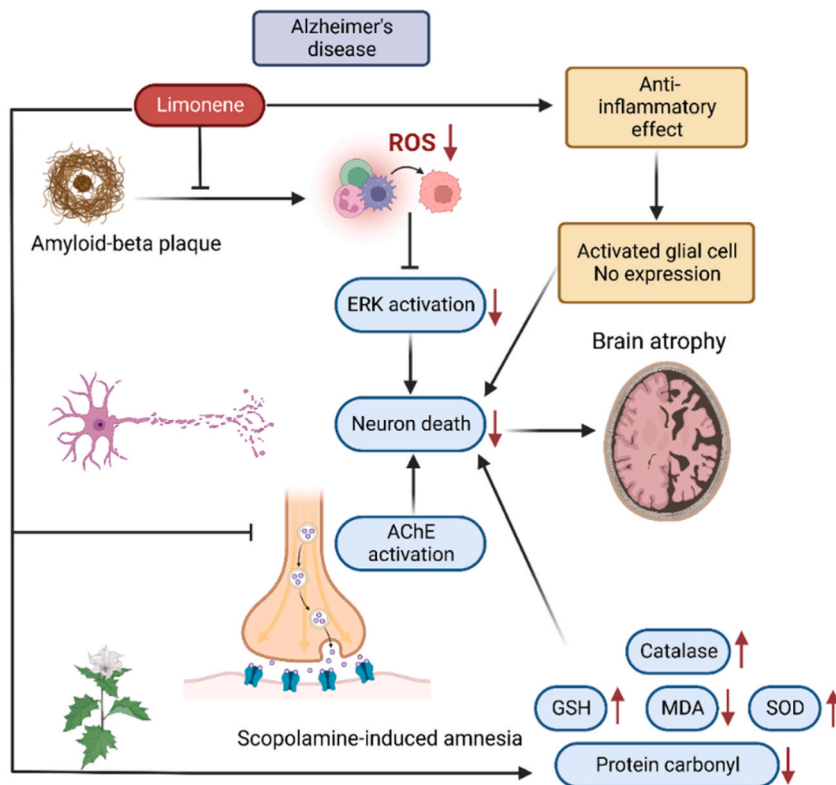 Alzheimer's
disease
Limonene
Anti-
inflammatory
effect
ROS
Amyloid-beta plaque
Activated glial cell
No expression
ERK activation
Brain atrophy
Neuron death
AChE
activation
Catalase
GSH
MDA
SOD
Scopolamine-induced amnesia
Protein carbonyl